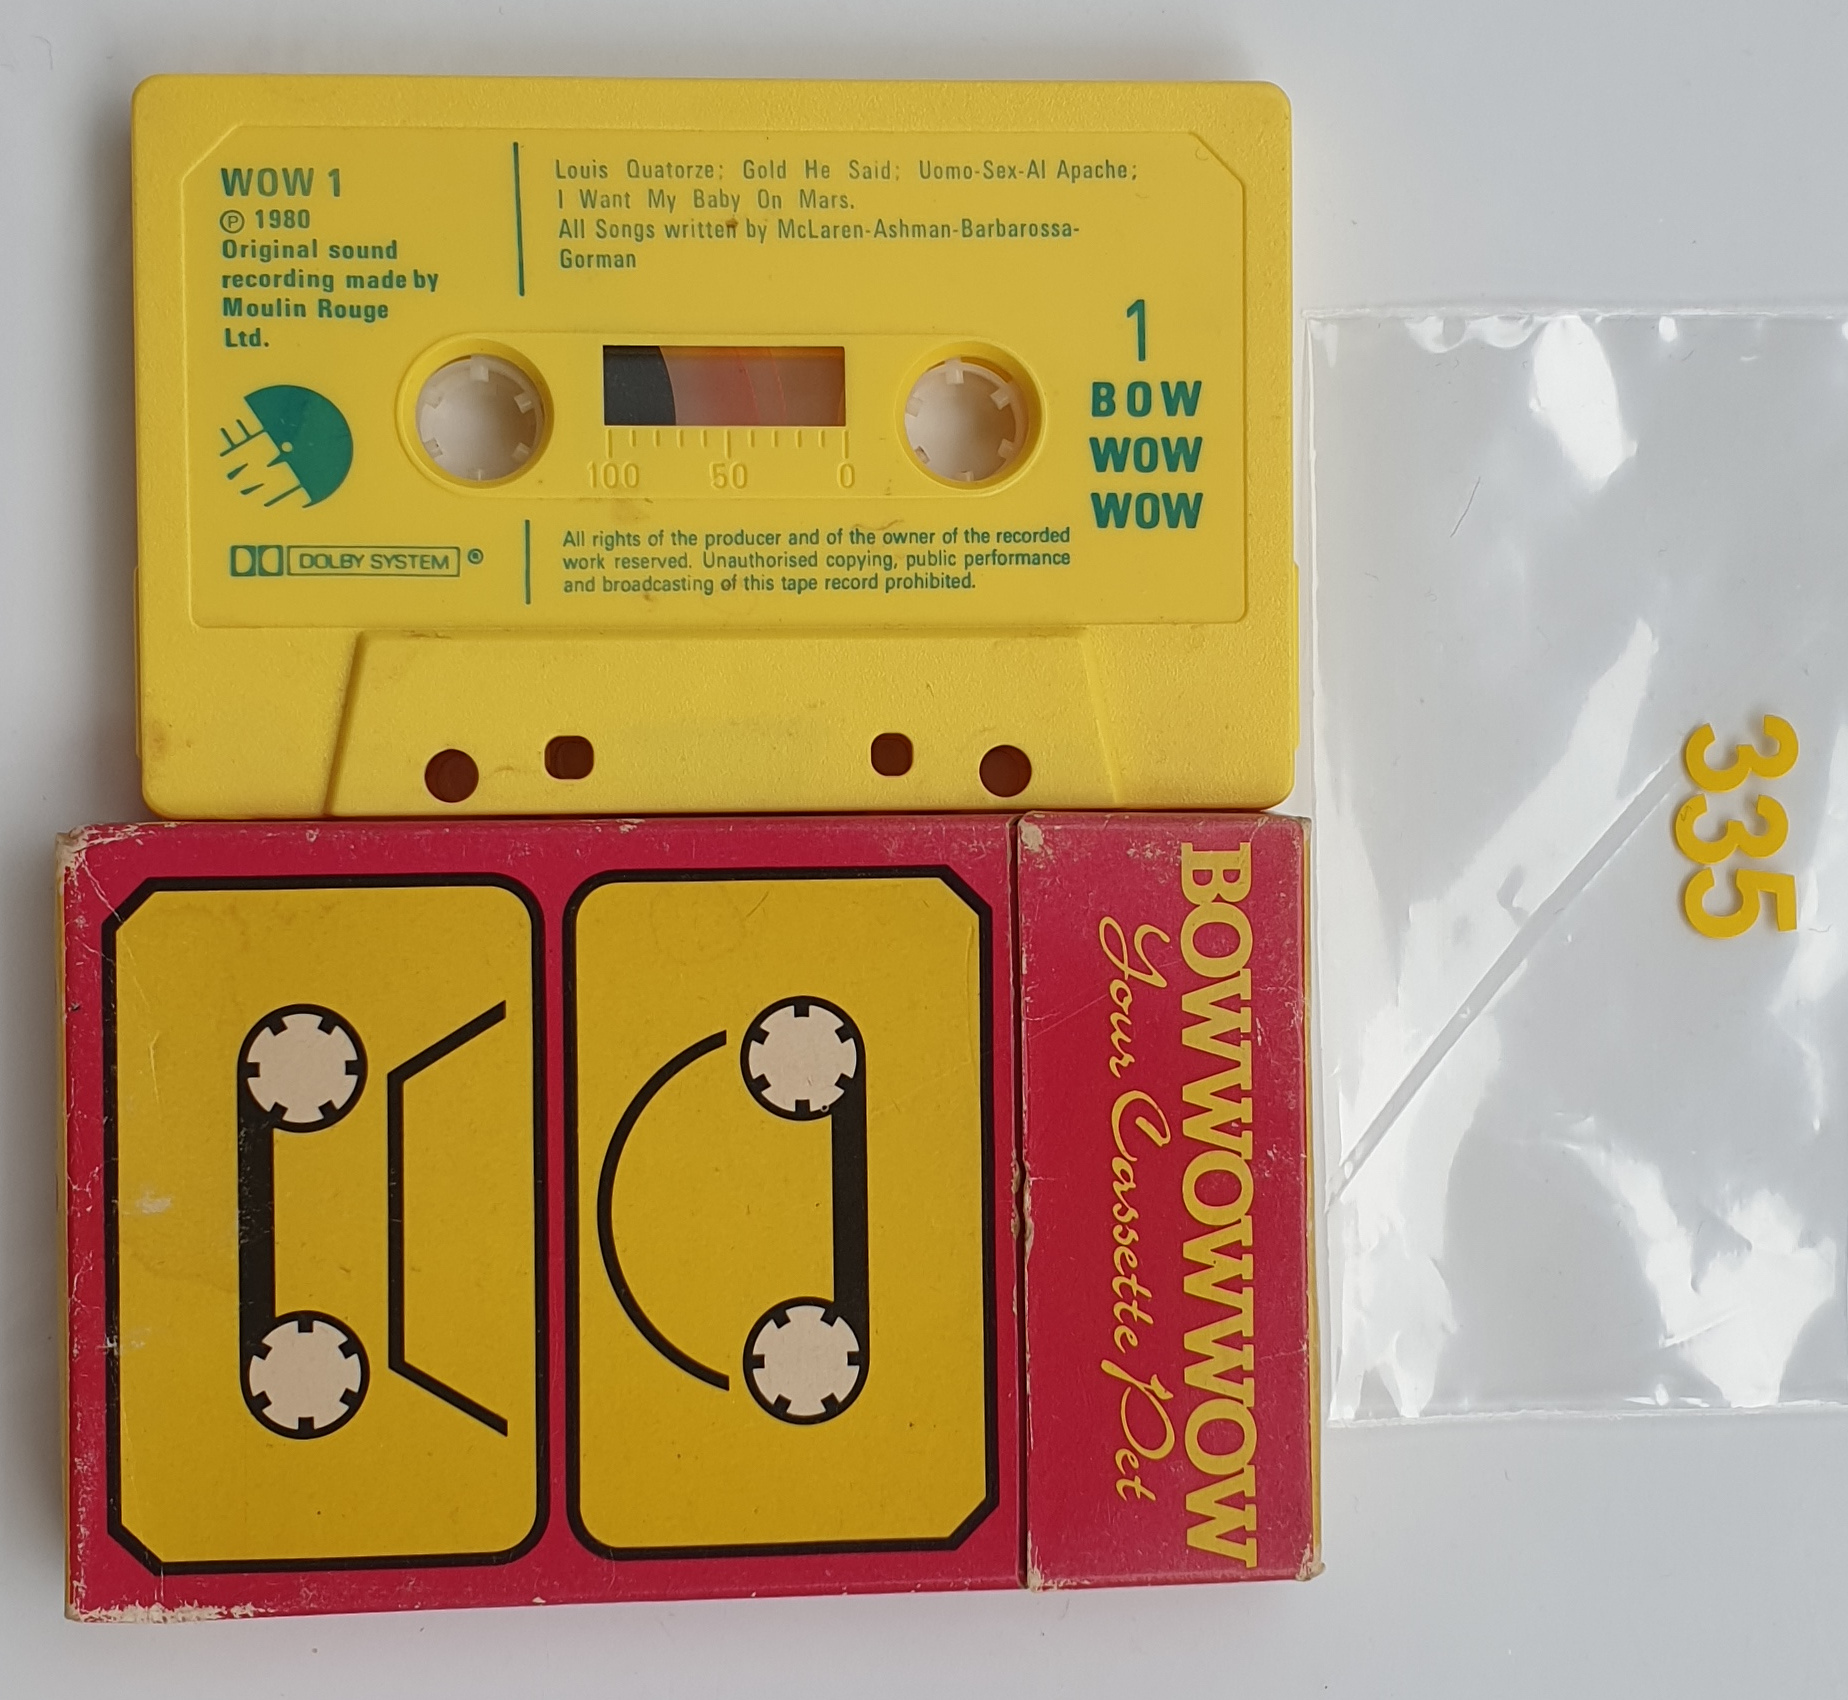 WOW 1
Ⓟ 1980
Original sound
recording made by
Moulin Rouge
Ltd.
Louis Quatorze; Gold He Said; Uomo-Sex-Al Apache;
I Want My Baby On Mars.
All Songs written by McLaren-Ashman-Barbarossa-
Gorman
1
BOW
WOW
WOW
100 50 0
DOLBY SYSTEM ®
All rights of the producer and of the owner of the recorded
work reserved. Unauthorised copying, public performance
and broadcasting of this tape record prohibited.
BOWWOWWOW
Your Cassette Pet
335